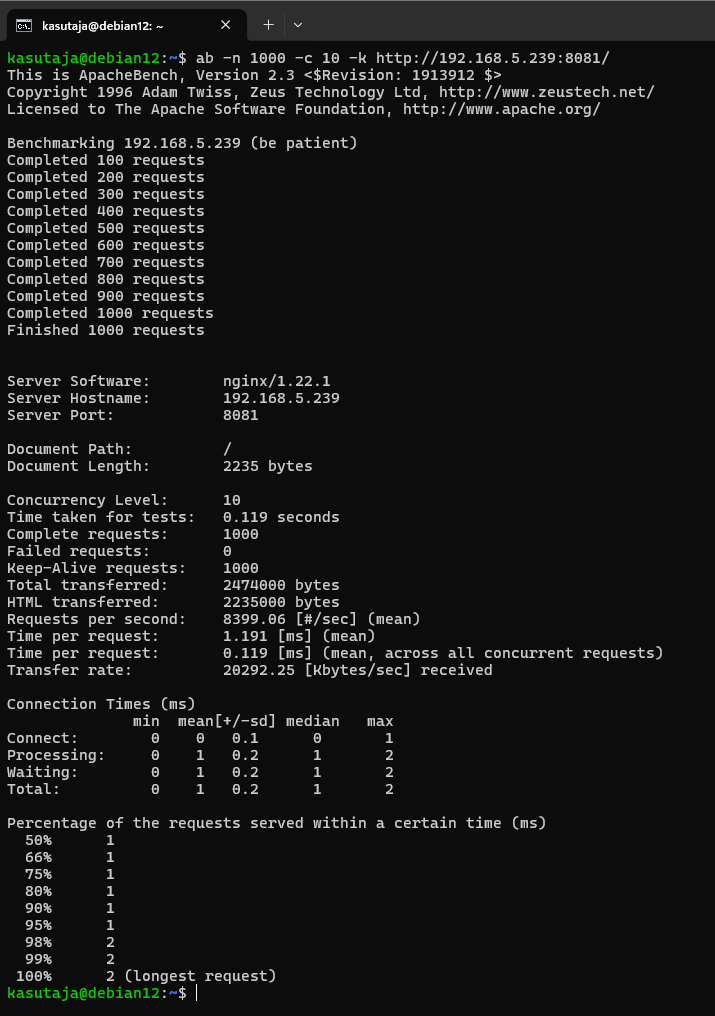 kasutaja@debian12: ~
kasutaja@debian12:~$ ab -n 1000 -c 10 -k http://192.168.5.239:8081/
This is ApacheBench, Version 2.3 <$Revision: 1913912 $>
Copyright 1996 Adam Twiss, Zeus Technology Ltd, http://www.zeustech.net/
Licensed to The Apache Software Foundation, http://www.apache.org/

Benchmarking 192.168.5.239 (be patient)
Completed 100 requests
Completed 200 requests
Completed 300 requests
Completed 400 requests
Completed 500 requests
Completed 600 requests
Completed 700 requests
Completed 800 requests
Completed 900 requests
Completed 1000 requests
Finished 1000 requests


Server Software:        nginx/1.22.1
Server Hostname:        192.168.5.239
Server Port:            8081

Document Path:          /
Document Length:        2235 bytes

Concurrency Level:      10
Time taken for tests:   0.119 seconds
Complete requests:      1000
Failed requests:        0
Keep-Alive requests:    1000
Total transferred:      2474000 bytes
HTML transferred:       2235000 bytes
Requests per second:    8399.06 [#/sec] (mean)
Time per request:       1.191 [ms] (mean)
Time per request:       0.119 [ms] (mean, across all concurrent requests)
Transfer rate:          20292.25 [Kbytes/sec] received

Connection Times (ms)
              min  mean[+/-sd] median   max
Connect:        0    0   0.1      0       1
Processing:     0    1   0.2      1       2
Waiting:        0    1   0.2      1       2
Total:          0    1   0.2      1       2

Percentage of the requests served within a certain time (ms)
  50%      1
  66%      1
  75%      1
  80%      1
  90%      1
  95%      1
  98%      2
  99%      2
 100%      2 (longest request)
kasutaja@debian12:~$